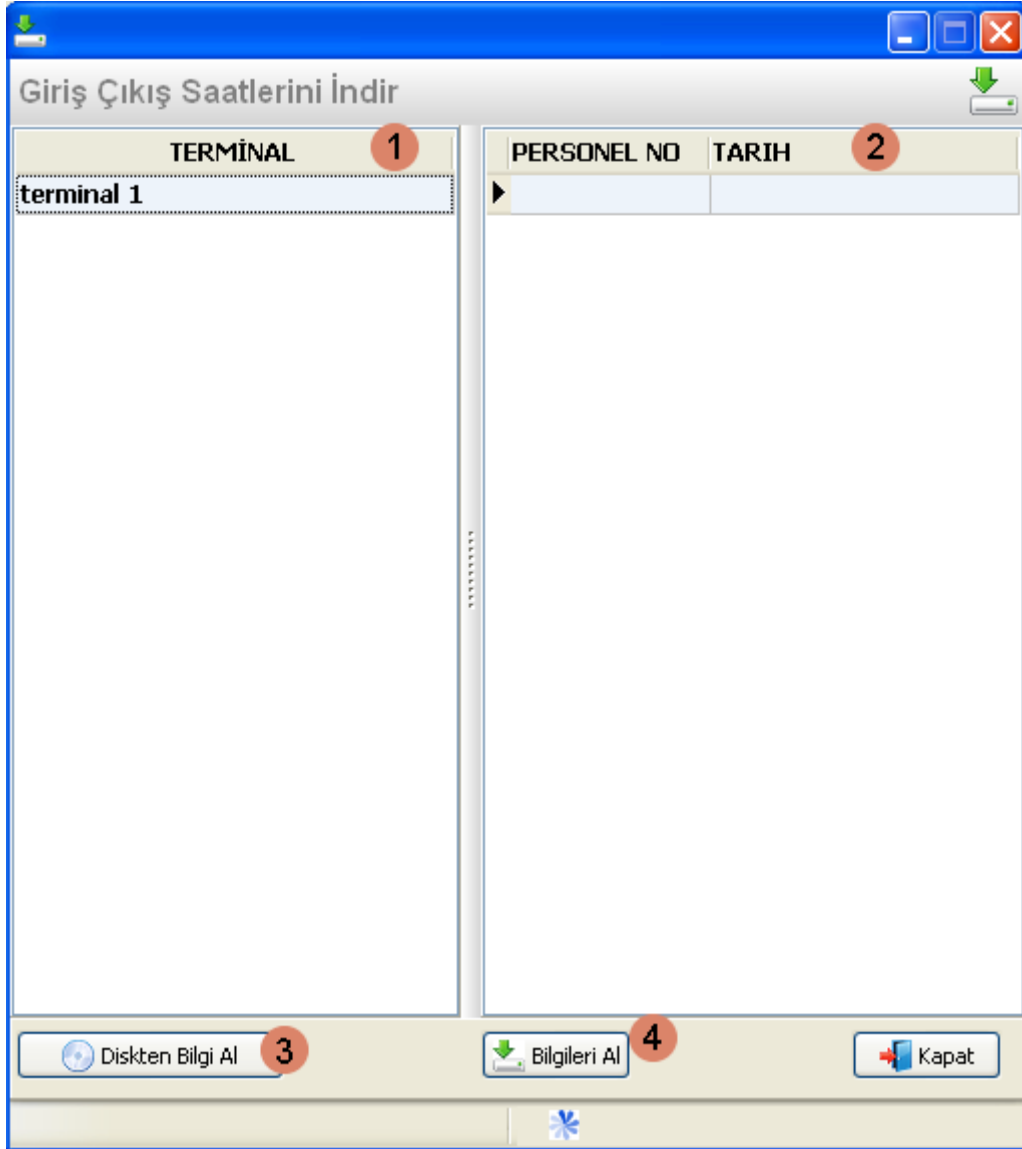 Giriş Çıkış Saatlerini İndir
TERMİNAL 1
PERSONEL NO TARIH 2
terminal 1
Diskten Bilgi Al 3
Bilgileri Al 4
Kapat